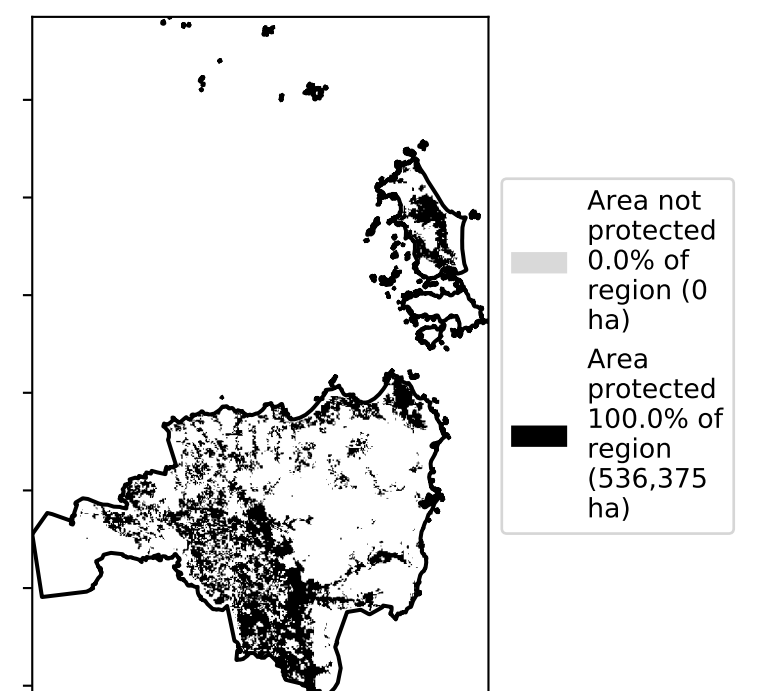 Area not
protected
0.0% of
region (0
ha)
Area
protected
100.0% of
region
(536,375
ha)